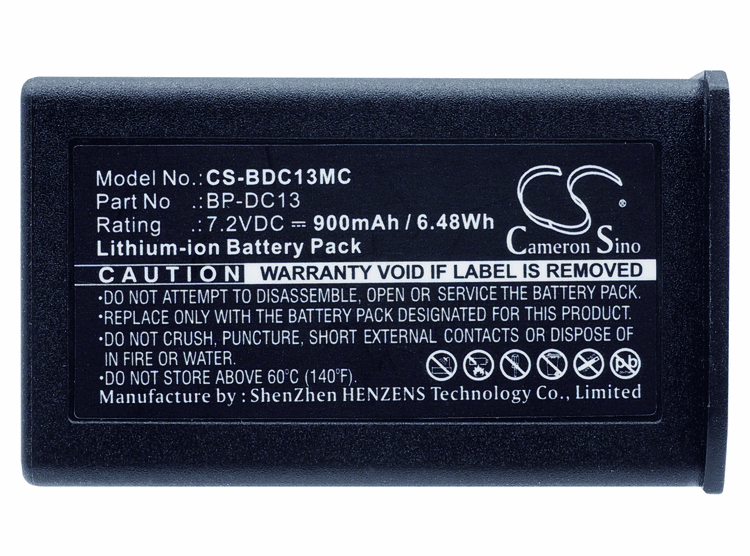 Model No.: CS-BDC13MC
Part No .: BP-DC13
Rating .: 7.2VDC ⎓ 900mAh / 6.48Wh
Lithium-ion Battery Pack
CS ®
Cameron Sino
CAUTION WARRANTY VOID IF LABEL IS REMOVED
•DO NOT ATTEMPT TO DISASSEMBLE, OPEN OR SERVICE THE BATTERY PACK.
•REPLACE ONLY WITH THE BATTERY PACK DESIGNATED FOR THIS PRODUCT.
•DO NOT CRUSH, PUNCTURE, SHORT EXTERNAL CONTACTS OR DISPOSE OF
IN FIRE OR WATER.
•DO NOT STORE ABOVE 60°C (140°F).
Pb
Manufacture by : ShenZhen HENZENS Technology Co., Limited